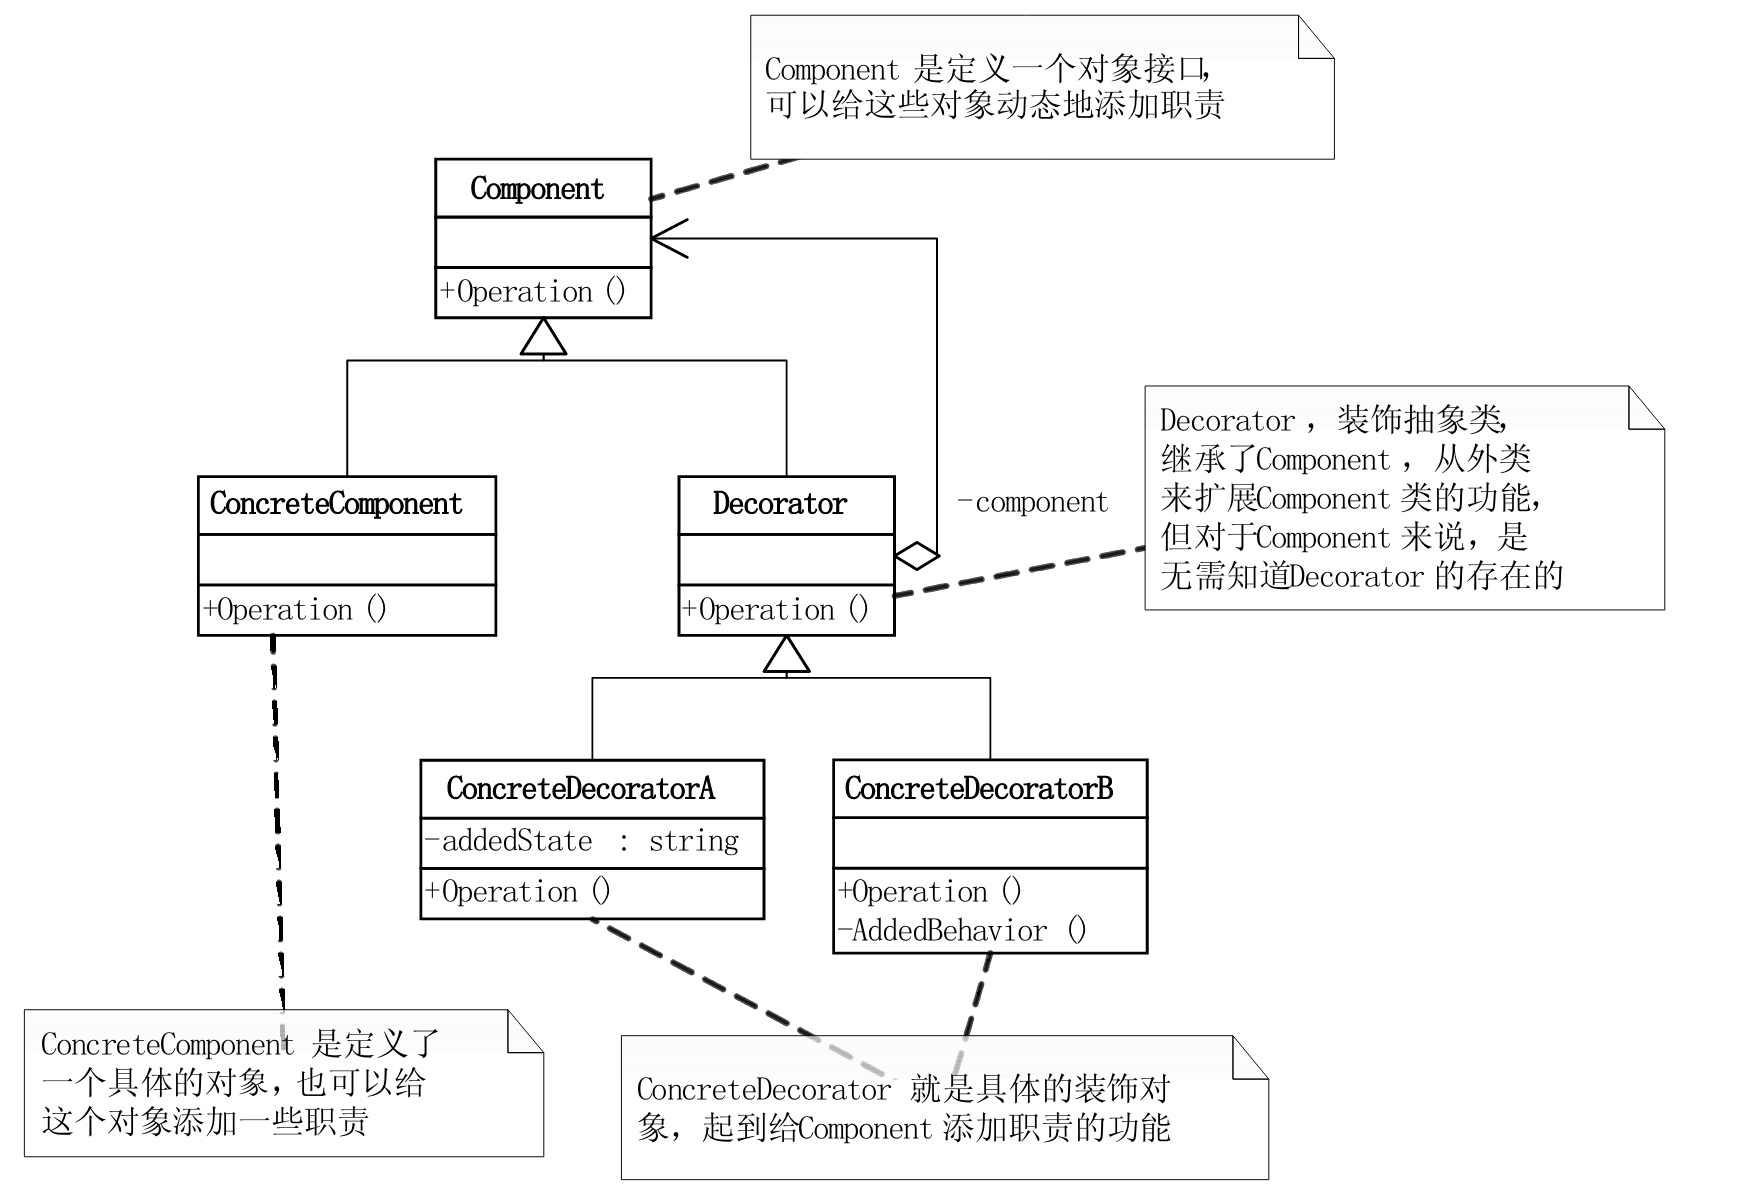 Component 是定义一个对象接口,
可以给这些对象动态地添加职责
Component
+Operation ()
Decorator ，装饰抽象类,
继承了Component ，从外类
来扩展Component 类的功能,
但对于Component 来说，是
无需知道Decorator 的存在的
ConcreteComponent
+Operation ()
Decorator
+Operation ()
-component
ConcreteDecoratorA
-addedState : string
+Operation ()
ConcreteDecoratorB
+Operation ()
-AddedBehavior ()
ConcreteComponent 是定义了
一个具体的对象，也可以给
这个对象添加一些职责
ConcreteDecorator 就是具体的装饰对
象，起到给Component 添加职责的功能